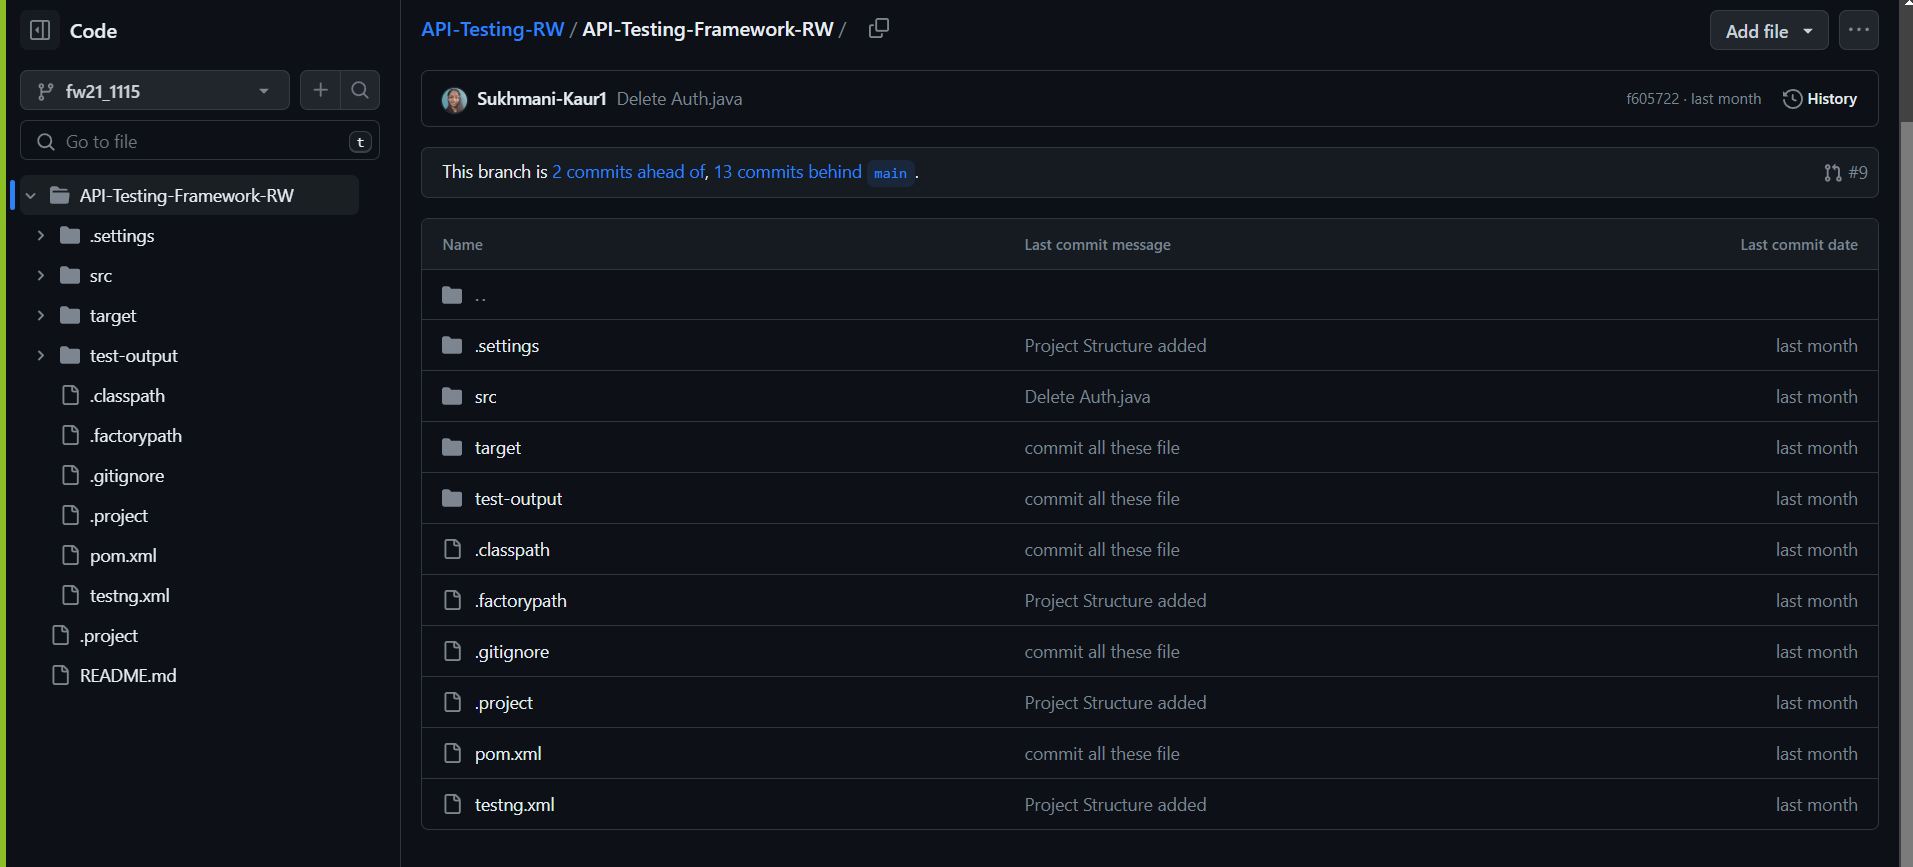 Code
fw21_1115
Go to file
t
API-Testing-Framework-RW
.settings
src
target
test-output
.classpath
.factorypath
.gitignore
.project
pom.xml
testng.xml
.project
README.md
API-Testing-RW / API-Testing-Framework-RW /
Add file
Sukhmani-Kaur1 Delete Auth.java f605722 · last month History
This branch is 2 commits ahead of, 13 commits behind main . #9
Name Last commit message Last commit date
..
.settings Project Structure added last month
src Delete Auth.java last month
target commit all these file last month
test-output commit all these file last month
.classpath commit all these file last month
.factorypath Project Structure added last month
.gitignore commit all these file last month
.project Project Structure added last month
pom.xml commit all these file last month
testng.xml Project Structure added last month